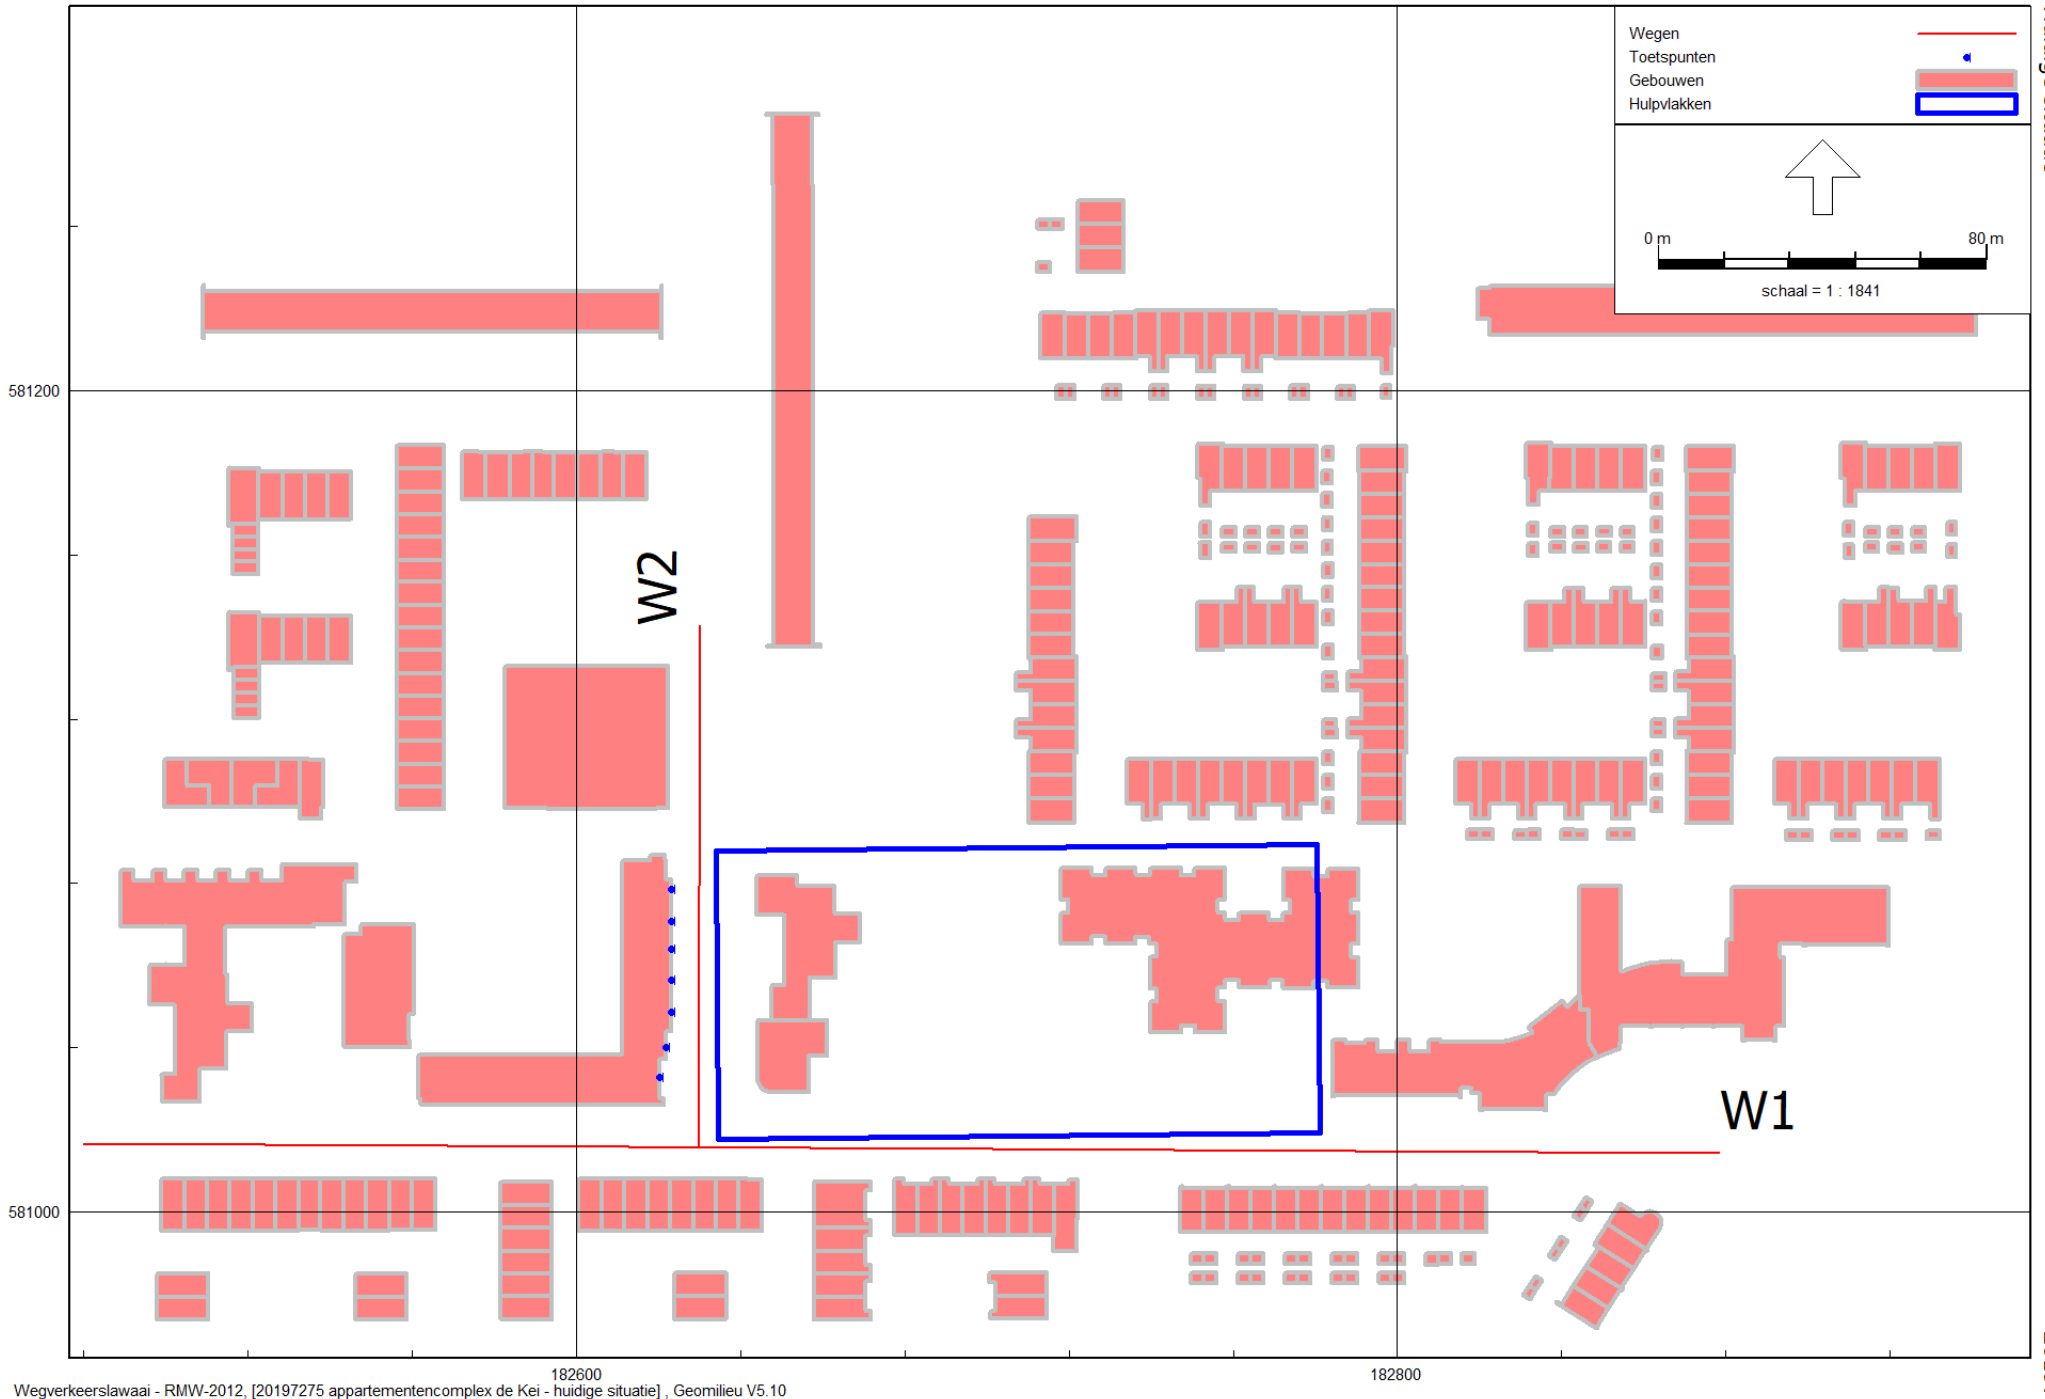 Wegen
Toetspunten
Gebouwen
Hulpvlakken
0 m 80 m
schaal = 1 : 1841
581200
W2
W1
581000
182600 182800
Wegverkeerslawaai - RMW-2012, [20197275 appartementencomplex de Kei - huidige situatie] , Geomilieu V5.10